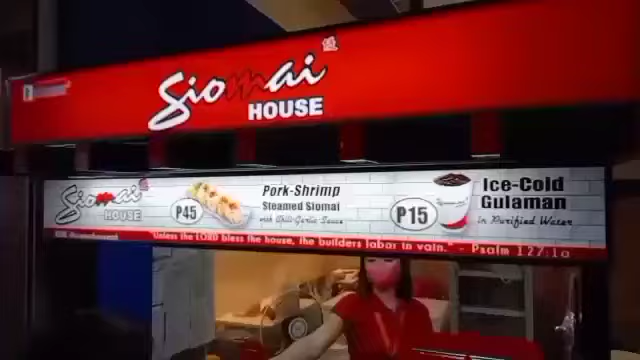 Siomai
HOUSE
Siomai
HOUSE
P45
Pork-Shrimp
Steamed Siomai
with Chili-Garlic Sauce
P15
Ice-Cold
Gulaman
in Purified Water
"Unless the LORD bless the house, the builders labor in vain." - Psalm 127:1a